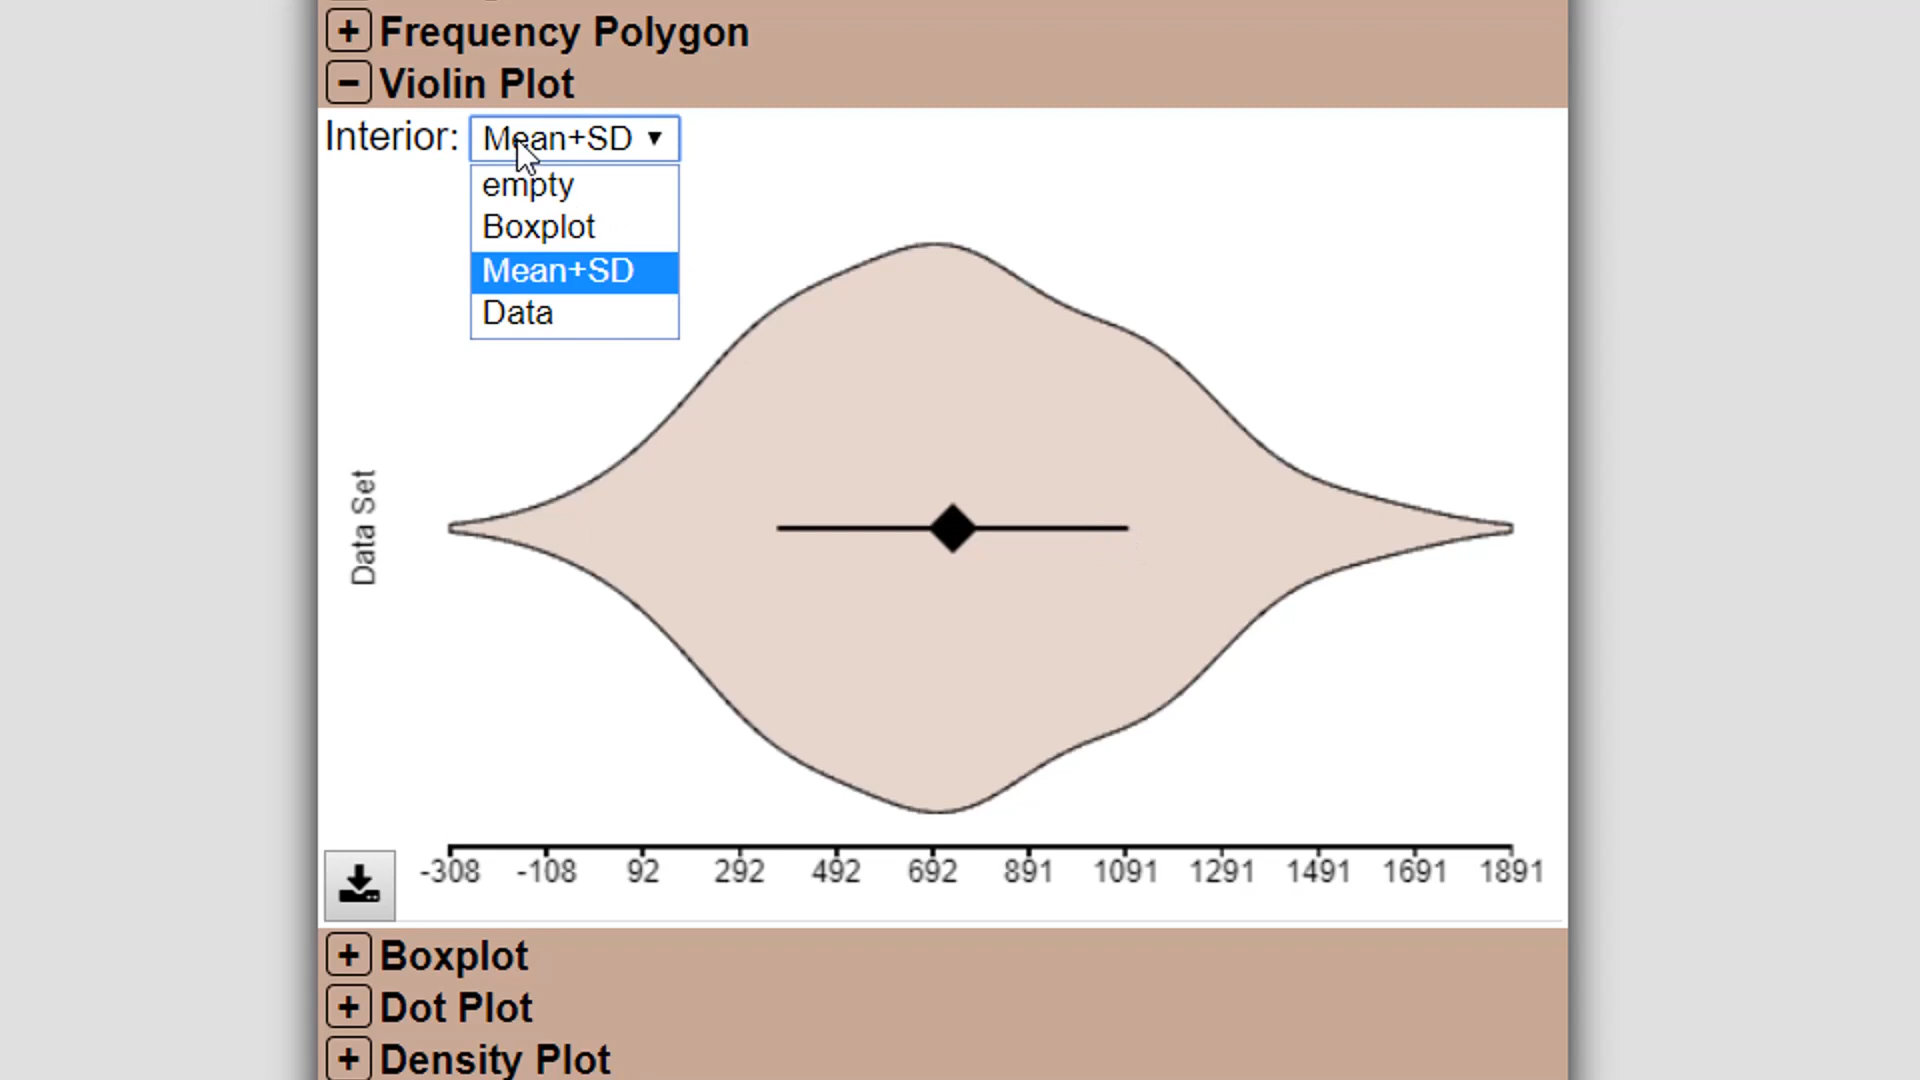 Frequency Polygon
Violin Plot
Interior: Mean+SD
empty
Boxplot
Mean+SD
Data
Data Set
-308 -108 92 292 492 692 891 1091 1291 1491 1691 1891
Boxplot
Dot Plot
Density Plot